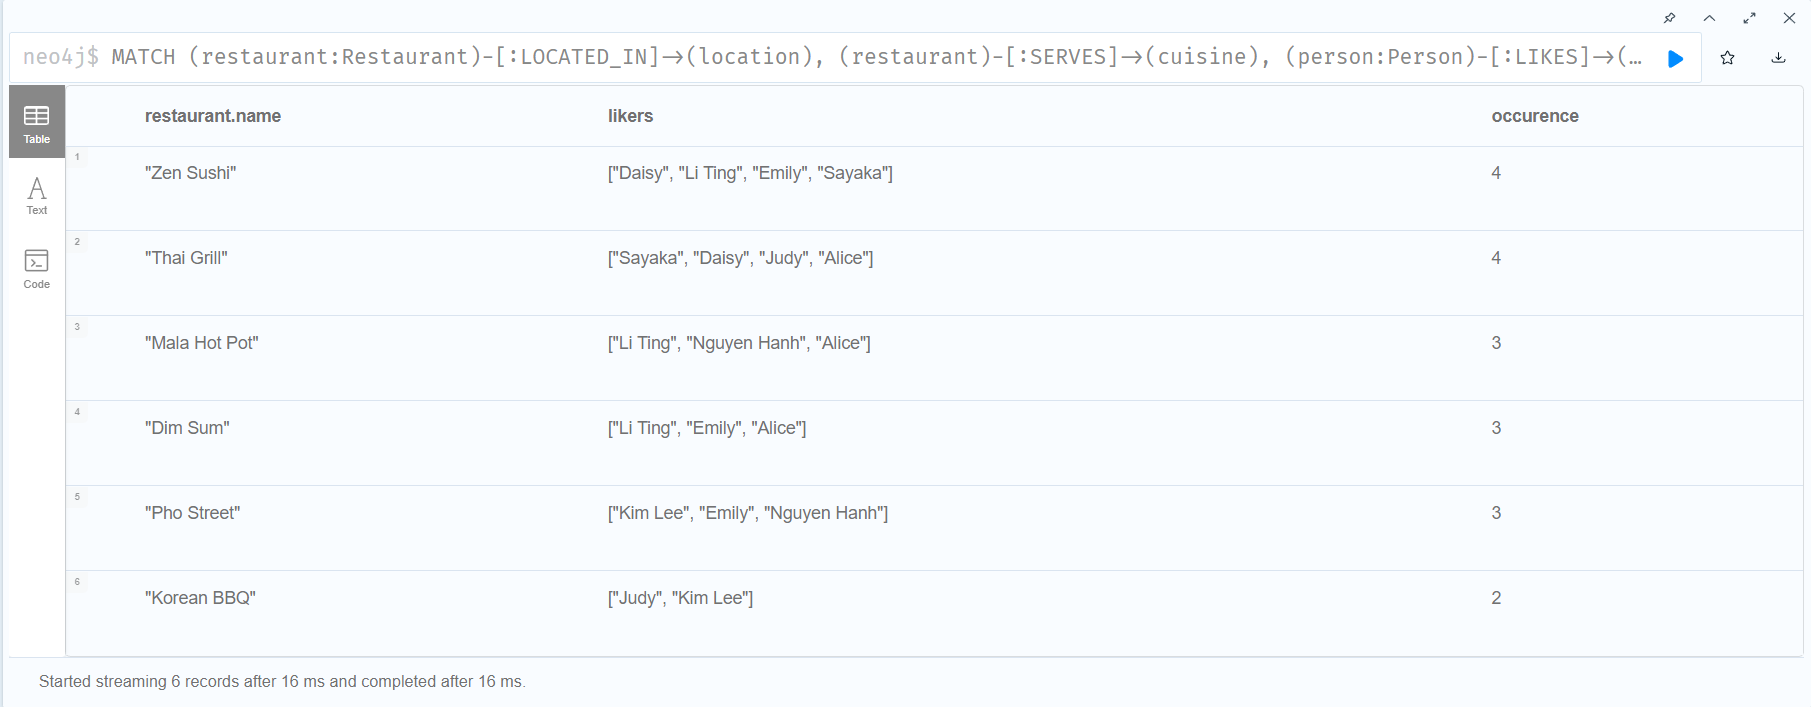 neo4j$ MATCH (restaurant:Restaurant)-[:LOCATED_IN]→(location), (restaurant)-[:SERVES]→(cuisine), (person:Person)-[:LIKES]→(…
Table
Text
Code
restaurant.name likers occurence
1 "Zen Sushi" ["Daisy", "Li Ting", "Emily", "Sayaka"] 4
2 "Thai Grill" ["Sayaka", "Daisy", "Judy", "Alice"] 4
3 "Mala Hot Pot" ["Li Ting", "Nguyen Hanh", "Alice"] 3
4 "Dim Sum" ["Li Ting", "Emily", "Alice"] 3
5 "Pho Street" ["Kim Lee", "Emily", "Nguyen Hanh"] 3
6 "Korean BBQ" ["Judy", "Kim Lee"] 2
Started streaming 6 records after 16 ms and completed after 16 ms.